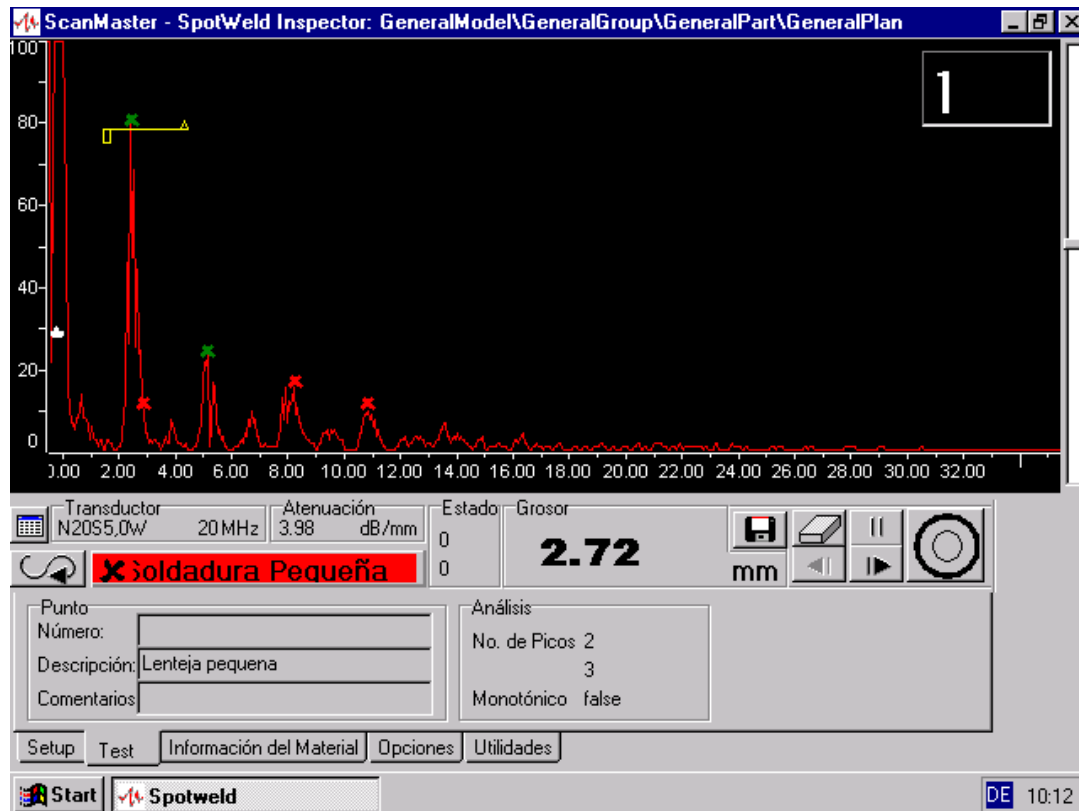 ScanMaster - SpotWeld Inspector: GeneralModel\GeneralGroup\GeneralPart\GeneralPlan
1
100
80
60
40
20
0
0.00 2.00 4.00 6.00 8.00 10.00 12.00 14.00 16.00 18.00 20.00 22.00 24.00 26.00 28.00 30.00 32.00
Transductor Atenuación Estado Grosor
N20S5,0W 20 MHz 3.98 dB/mm 0 2.72
Soldadura Pequeña 0 mm
Punto Análisis
Número: No. de Picos 2
Descripción: Lenteja pequena 3
Comentarios Monotónico false
Setup Test Información del Material Opciones Utilidades
Start Spotweld DE 10:12